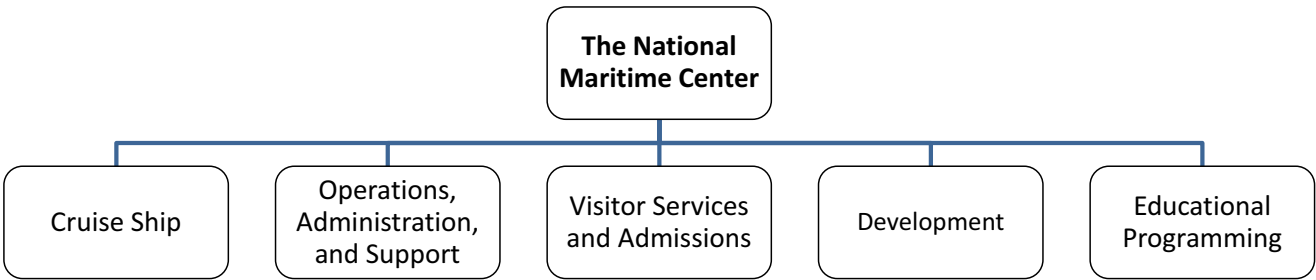 The National
Maritime Center
Cruise Ship
Operations,
Administration,
and Support
Visitor Services
and Admissions
Development
Educational
Programming